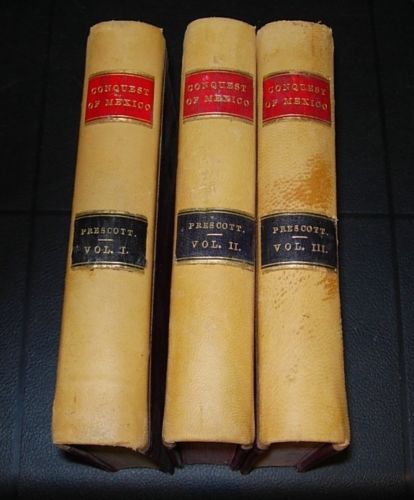 CONQUEST
OF MEXICO
PRESCOTT.
VOL. I.
CONQUEST
OF MEXICO
PRESCOTT.
VOL. II.
CONQUEST
OF MEXICO
PRESCOTT.
VOL. III.